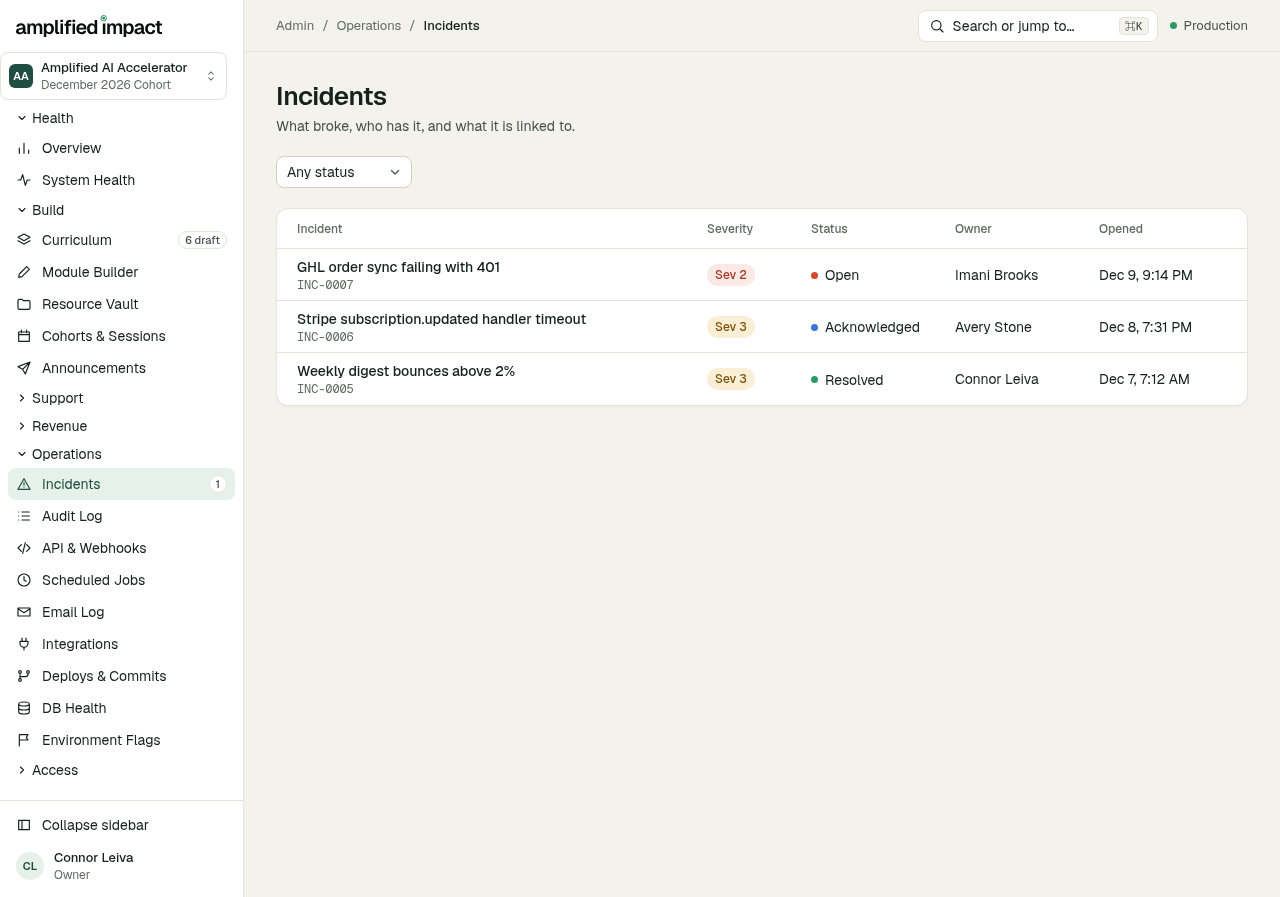 amplified impact
AA
Amplified AI Accelerator
December 2026 Cohort
Health
Overview
System Health
Build
Curriculum
6 draft
Module Builder
Resource Vault
Cohorts & Sessions
Announcements
Support
Revenue
Operations
Incidents
1
Audit Log
API & Webhooks
Scheduled Jobs
Email Log
Integrations
Deploys & Commits
DB Health
Environment Flags
Access
Collapse sidebar
CL
Connor Leiva
Owner
Admin / Operations / Incidents
Search or jump to…
⌘K
Production
Incidents
What broke, who has it, and what it is linked to.
Any status
Incident Severity Status Owner Opened
GHL order sync failing with 401
INC-0007
Sev 2 Open Imani Brooks Dec 9, 9:14 PM
Stripe subscription.updated handler timeout
INC-0006
Sev 3 Acknowledged Avery Stone Dec 8, 7:31 PM
Weekly digest bounces above 2%
INC-0005
Sev 3 Resolved Connor Leiva Dec 7, 7:12 AM